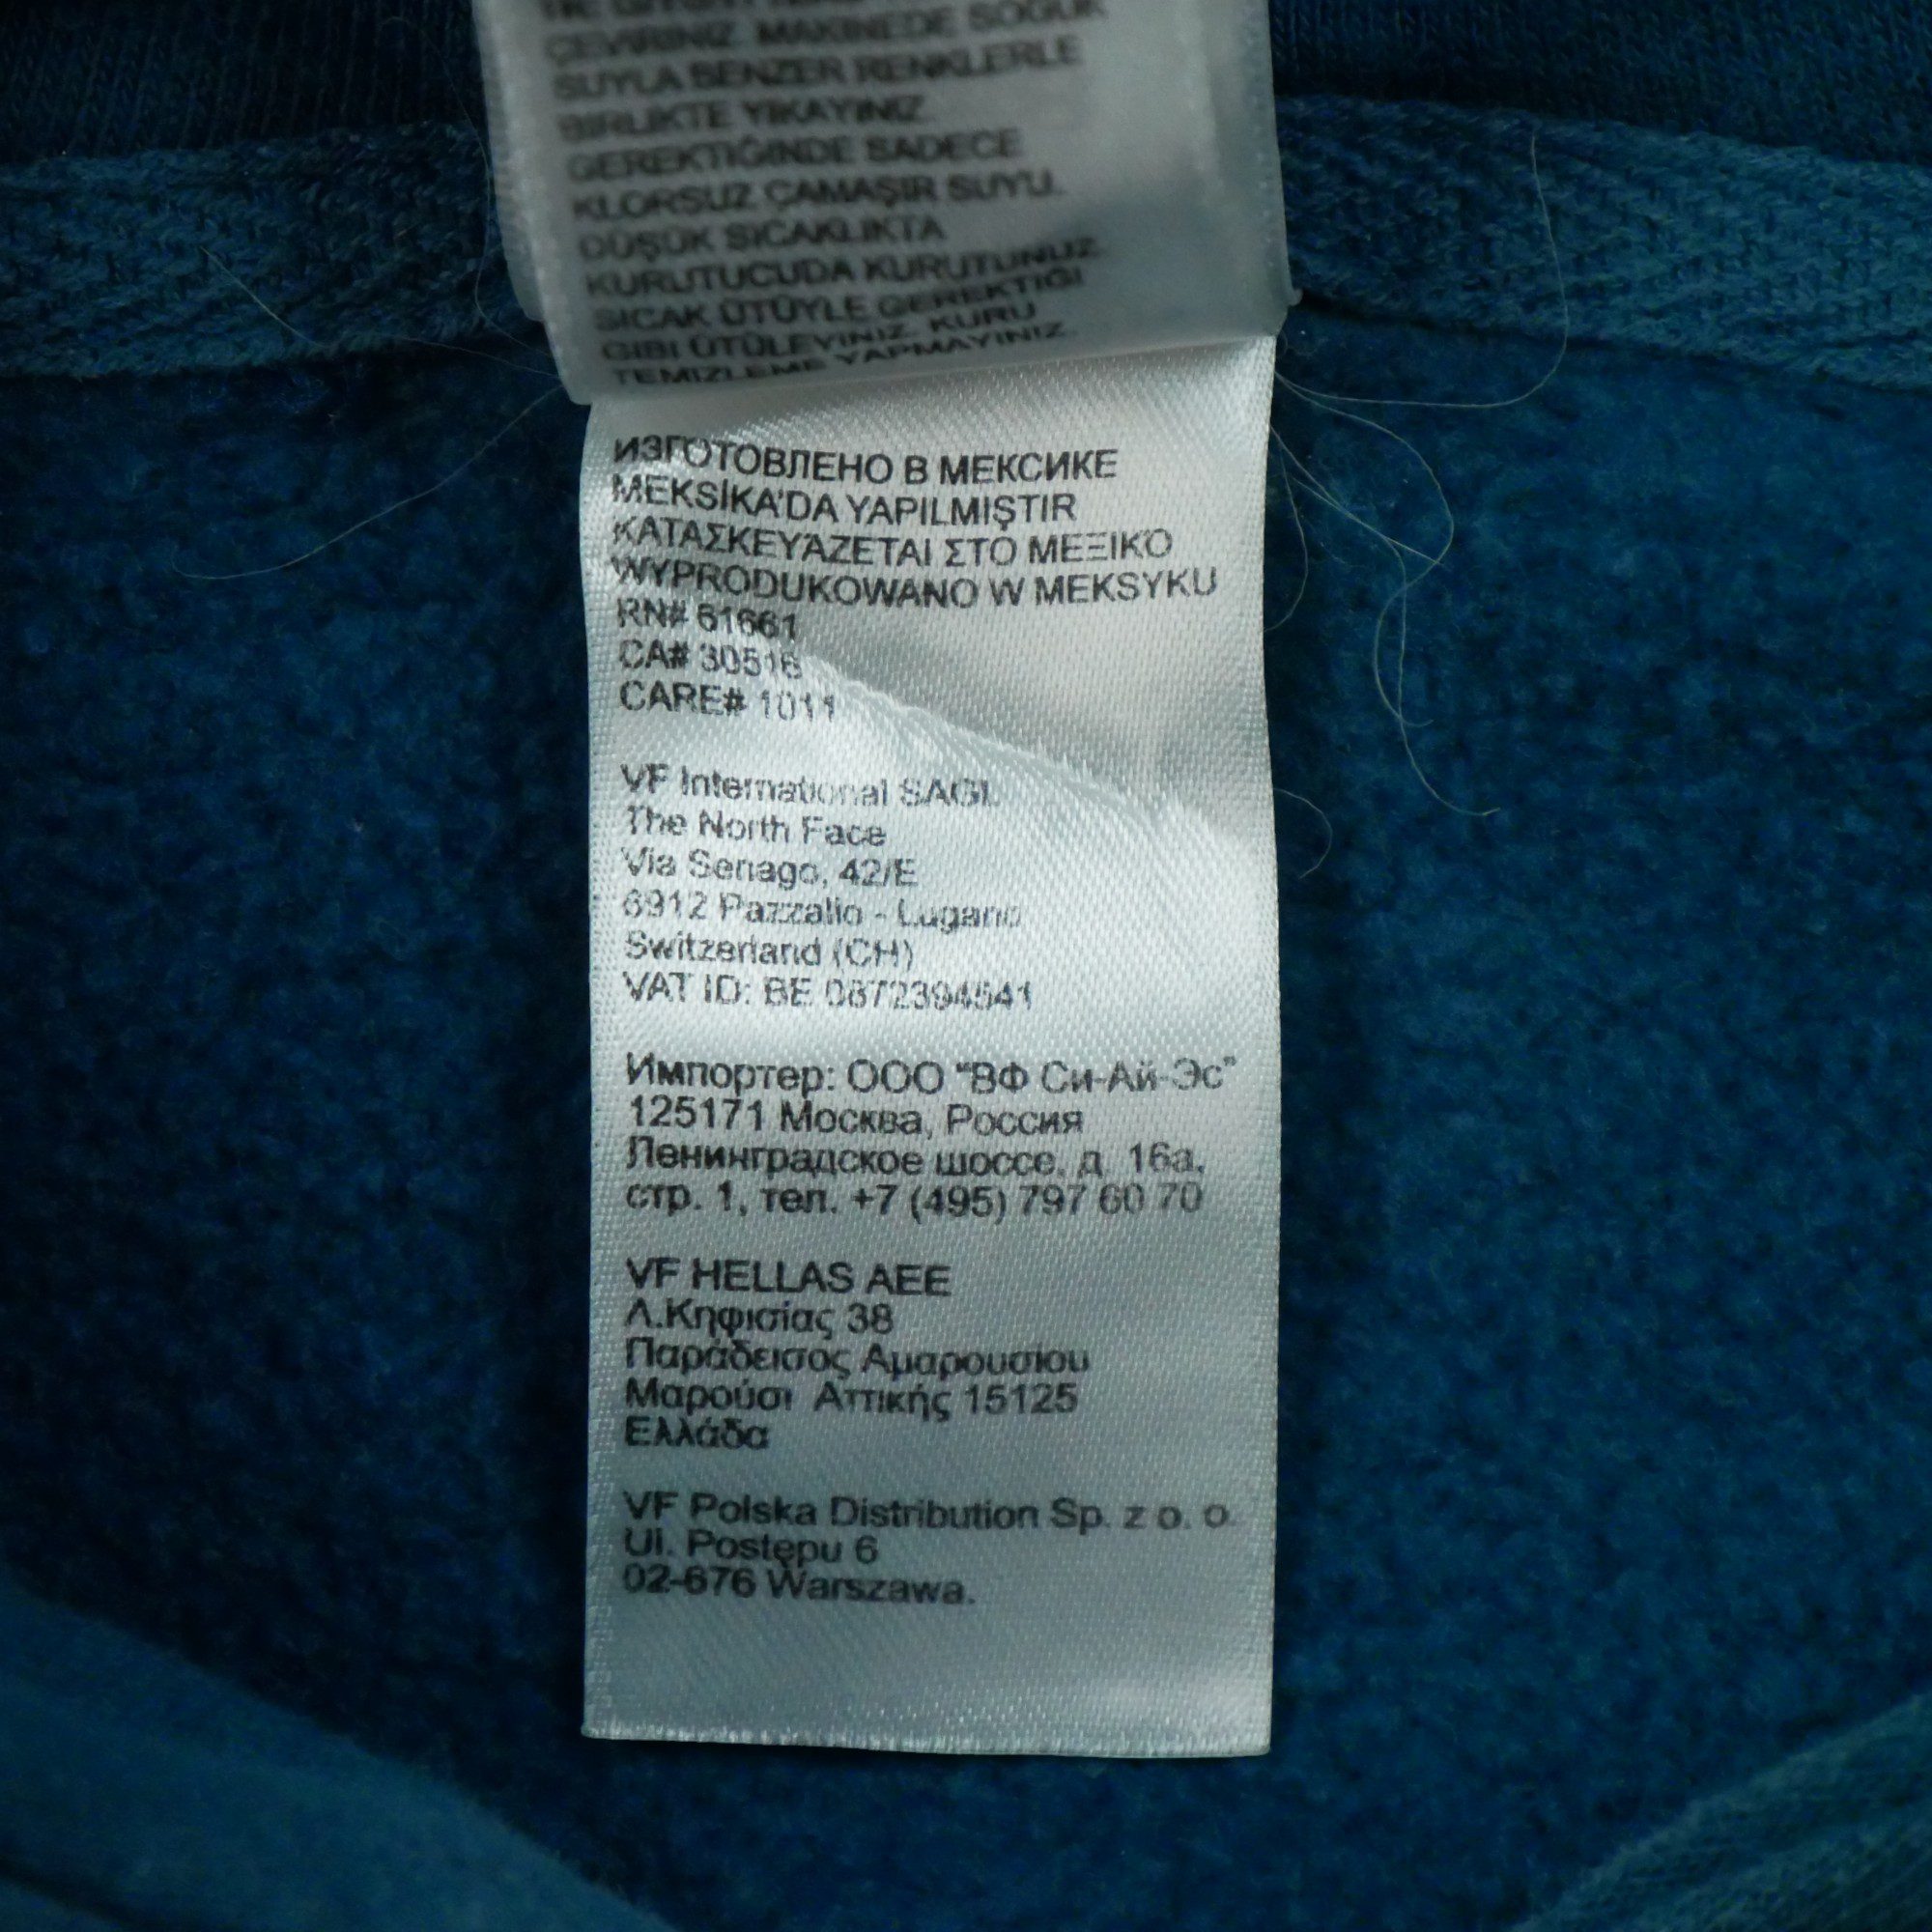 ÇEVİRİNİZ. MAKİNEDE SOĞUK
SUYLA BENZER RENKLERLE
BİRLİKTE YIKAYINIZ.
GEREKTİĞİNDE SADECE
KLORSUZ ÇAMAŞIR SUYU.
DÜŞÜK SICAKLIKTA
KURUTUCUDA KURUTUNUZ.
SICAK ÜTÜYLE GEREKTİĞİ
GİBİ ÜTÜLEYİNİZ. KURU
TEMİZLEME YAPMAYINIZ.
ИЗГОТОВЛЕНО В МЕКСИКЕ
MEKSİKA'DA YAPILMIŞTIR
ΚΑΤΑΣΚΕΥΆΖΕΤΑΙ ΣΤΟ ΜΕΞΙΚΌ
WYPRODUKOWANO W MEKSYKU
RN# 61661
CA# 30516
CARE# 1011
VF International SAGL
The North Face
Via Senago, 42/E
6912 Pazzallo - Lugano
Switzerland (CH)
VAT ID: BE 0872394541
Импортер: ООО "ВФ Си-Ай-Эс"
125171 Москва, Россия
Ленинградское шоссе, д. 16а,
стр. 1, тел. +7 (495) 797 60 70
VF HELLAS AEE
Λ.Κηφισίας 38
Παράδεισος Αμαρουσιου
Μαρούσι Αττικής 15125
Ελλάδα
VF Polska Distribution Sp. z o. o.
Ul. Postępu 6
02-676 Warszawa.